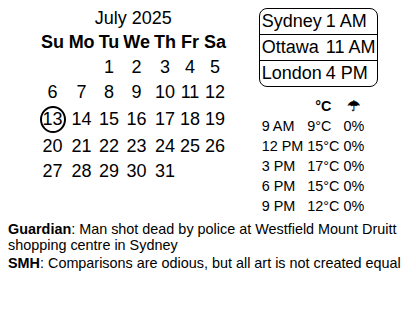 July 2025
Su Mo Tu We Th Fr Sa
1 2 3 4 5
6 7 8 9 10 11 12
13 14 15 16 17 18 19
20 21 22 23 24 25 26
27 28 29 30 31
Sydney 1 AM
Ottawa 11 AM
London 4 PM
°C ☂
9 AM 9°C 0%
12 PM 15°C 0%
3 PM 17°C 0%
6 PM 15°C 0%
9 PM 12°C 0%
Guardian: Man shot dead by police at Westfield Mount Druitt
shopping centre in Sydney
SMH: Comparisons are odious, but all art is not created equal